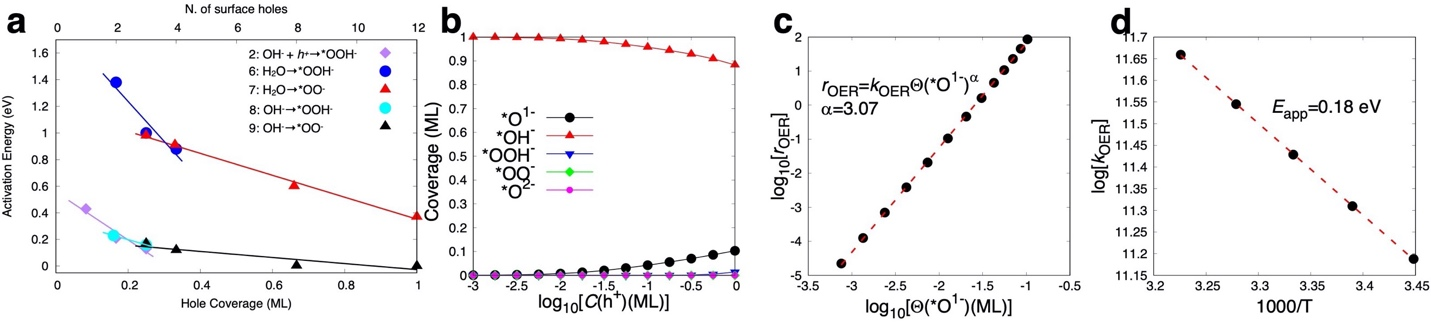 a
N. of surface holes
0 2 4 6 8 10 12
Activation Energy (eV)
1.6
1.4
1.2
1
0.8
0.6
0.4
0.2
0
2: OH⁻ + h⁺→*OOH⁻
6: H₂O→*OOH⁻
7: H₂O→*OO⁻
8: OH⁻→*OOH⁻
9: OH⁻→*OO⁻
0 0.2 0.4 0.6 0.8 1
Hole Coverage (ML)
b
Coverage (ML)
1
0.9
0.8
0.7
0.6
0.5
0.4
0.3
0.2
0.1
0
*O¹⁻
*OH⁻
*OOH⁻
*OO⁻
*O²⁻
-3 -2.5 -2 -1.5 -1 -0.5 0
log₁₀[C(h⁺)(ML)]
c
log₁₀[rOER]
2
1
0
-1
-2
-3
-4
-5
rOER=kOERΘ(*O¹⁻)^α
α=3.07
-3.5 -3 -2.5 -2 -1.5 -1 -0.5
log₁₀[Θ(*O¹⁻)(ML)]
d
log[kOER]
11.7
11.65
11.6
11.55
11.5
11.45
11.4
11.35
11.3
11.25
11.2
11.15
Eapp=0.18 eV
3.2 3.25 3.3 3.35 3.4 3.45
1000/T